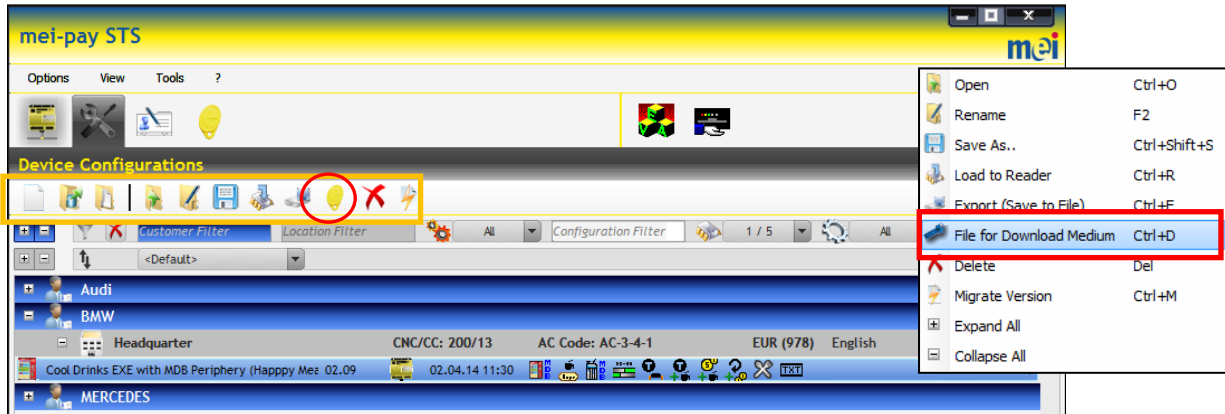 mei-pay STS
mei
Options View Tools ?
Device Configurations
Customer Filter Location Filter All Configuration Filter 1 / 5 All
<Default>
Audi
BMW
Headquarter CNC/CC: 200/13 AC Code: AC-3-4-1 EUR (978) English
Cool Drinks EXE with MDB Periphery (Happpy Mea 02.09 02.04.14 11:30 TXT
MERCEDES
Open Ctrl+O
Rename F2
Save As.. Ctrl+Shift+S
Load to Reader Ctrl+R
Export (Save to File) Ctrl+E
File for Download Medium Ctrl+D
Delete Del
Migrate Version Ctrl+M
Expand All
Collapse All